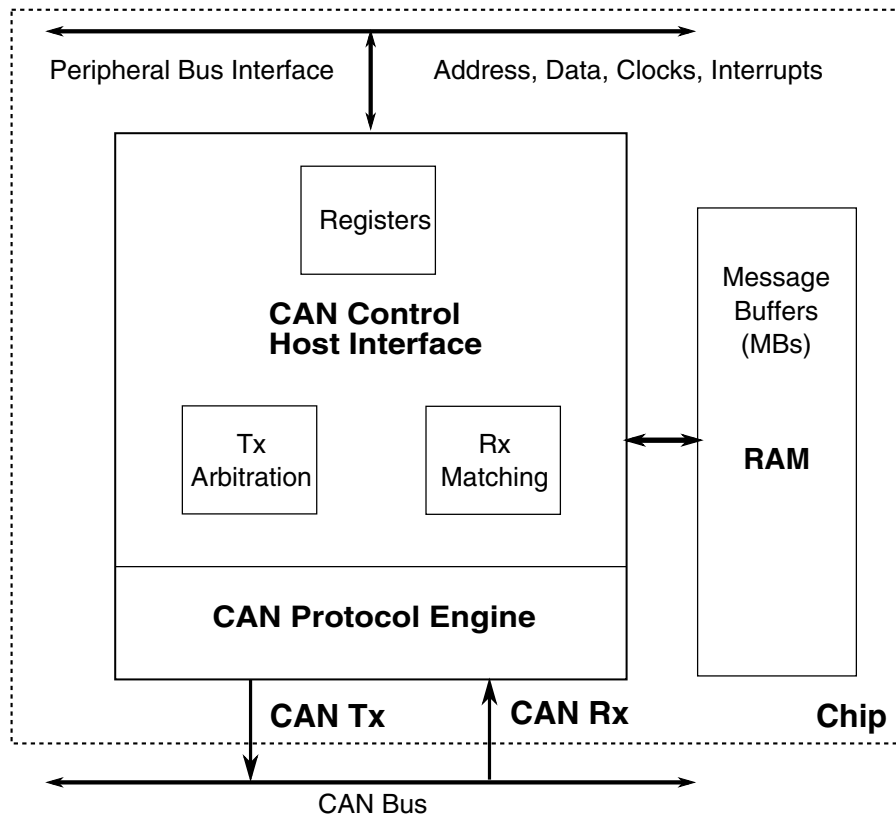 Peripheral Bus Interface
Address, Data, Clocks, Interrupts
Registers
CAN Control
Host Interface
Message
Buffers
(MBs)
Tx
Arbitration
Rx
Matching
RAM
CAN Protocol Engine
CAN Tx
CAN Rx
Chip
CAN Bus